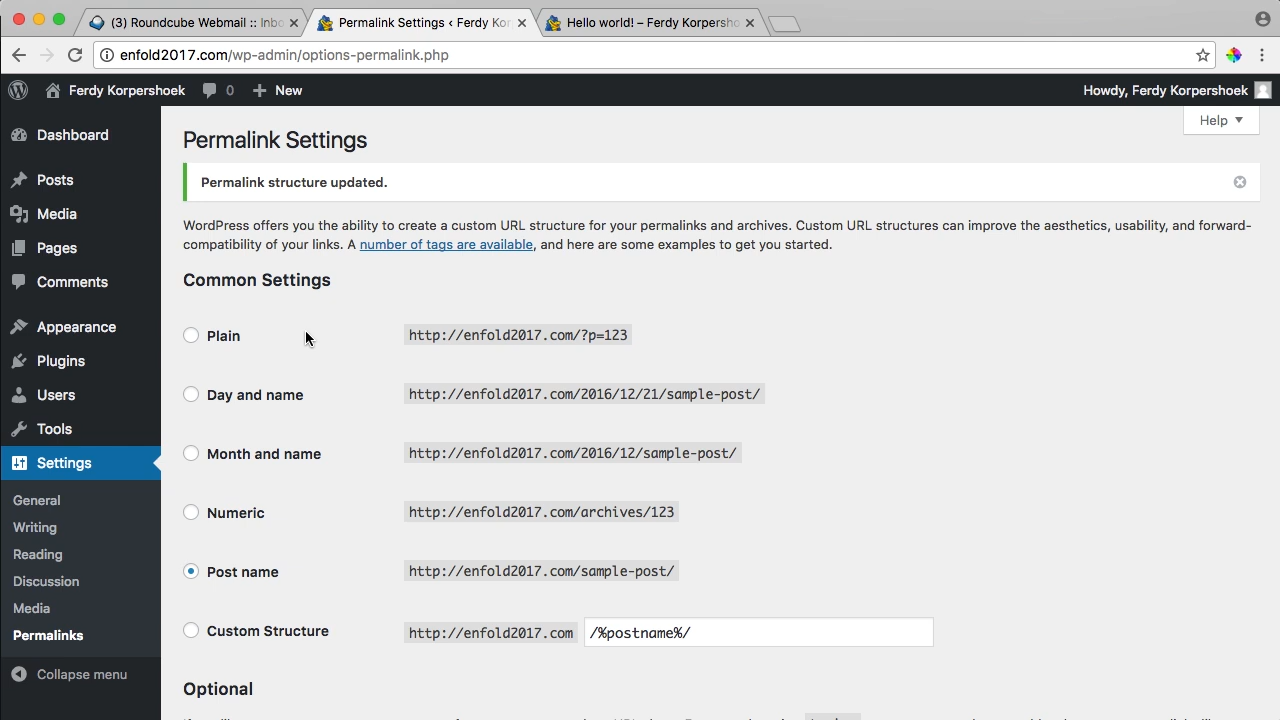 (3) Roundcube Webmail :: Inb
Permalink Settings ‹ Ferdy Kor
Hello world! – Ferdy Korpersho
enfold2017.com/wp-admin/options-permalink.php
Ferdy Korpershoek
0
New
Howdy, Ferdy Korpershoek
Help
Dashboard
Posts
Media
Pages
Comments
Appearance
Plugins
Users
Tools
Settings
General
Writing
Reading
Discussion
Media
Permalinks
Collapse menu
Permalink Settings
Permalink structure updated.
WordPress offers you the ability to create a custom URL structure for your permalinks and archives. Custom URL structures can improve the aesthetics, usability, and forward-
compatibility of your links. A number of tags are available, and here are some examples to get you started.
Common Settings
Plain http://enfold2017.com/?p=123
Day and name http://enfold2017.com/2016/12/21/sample-post/
Month and name http://enfold2017.com/2016/12/sample-post/
Numeric http://enfold2017.com/archives/123
Post name http://enfold2017.com/sample-post/
Custom Structure http://enfold2017.com /%postname%/
Optional